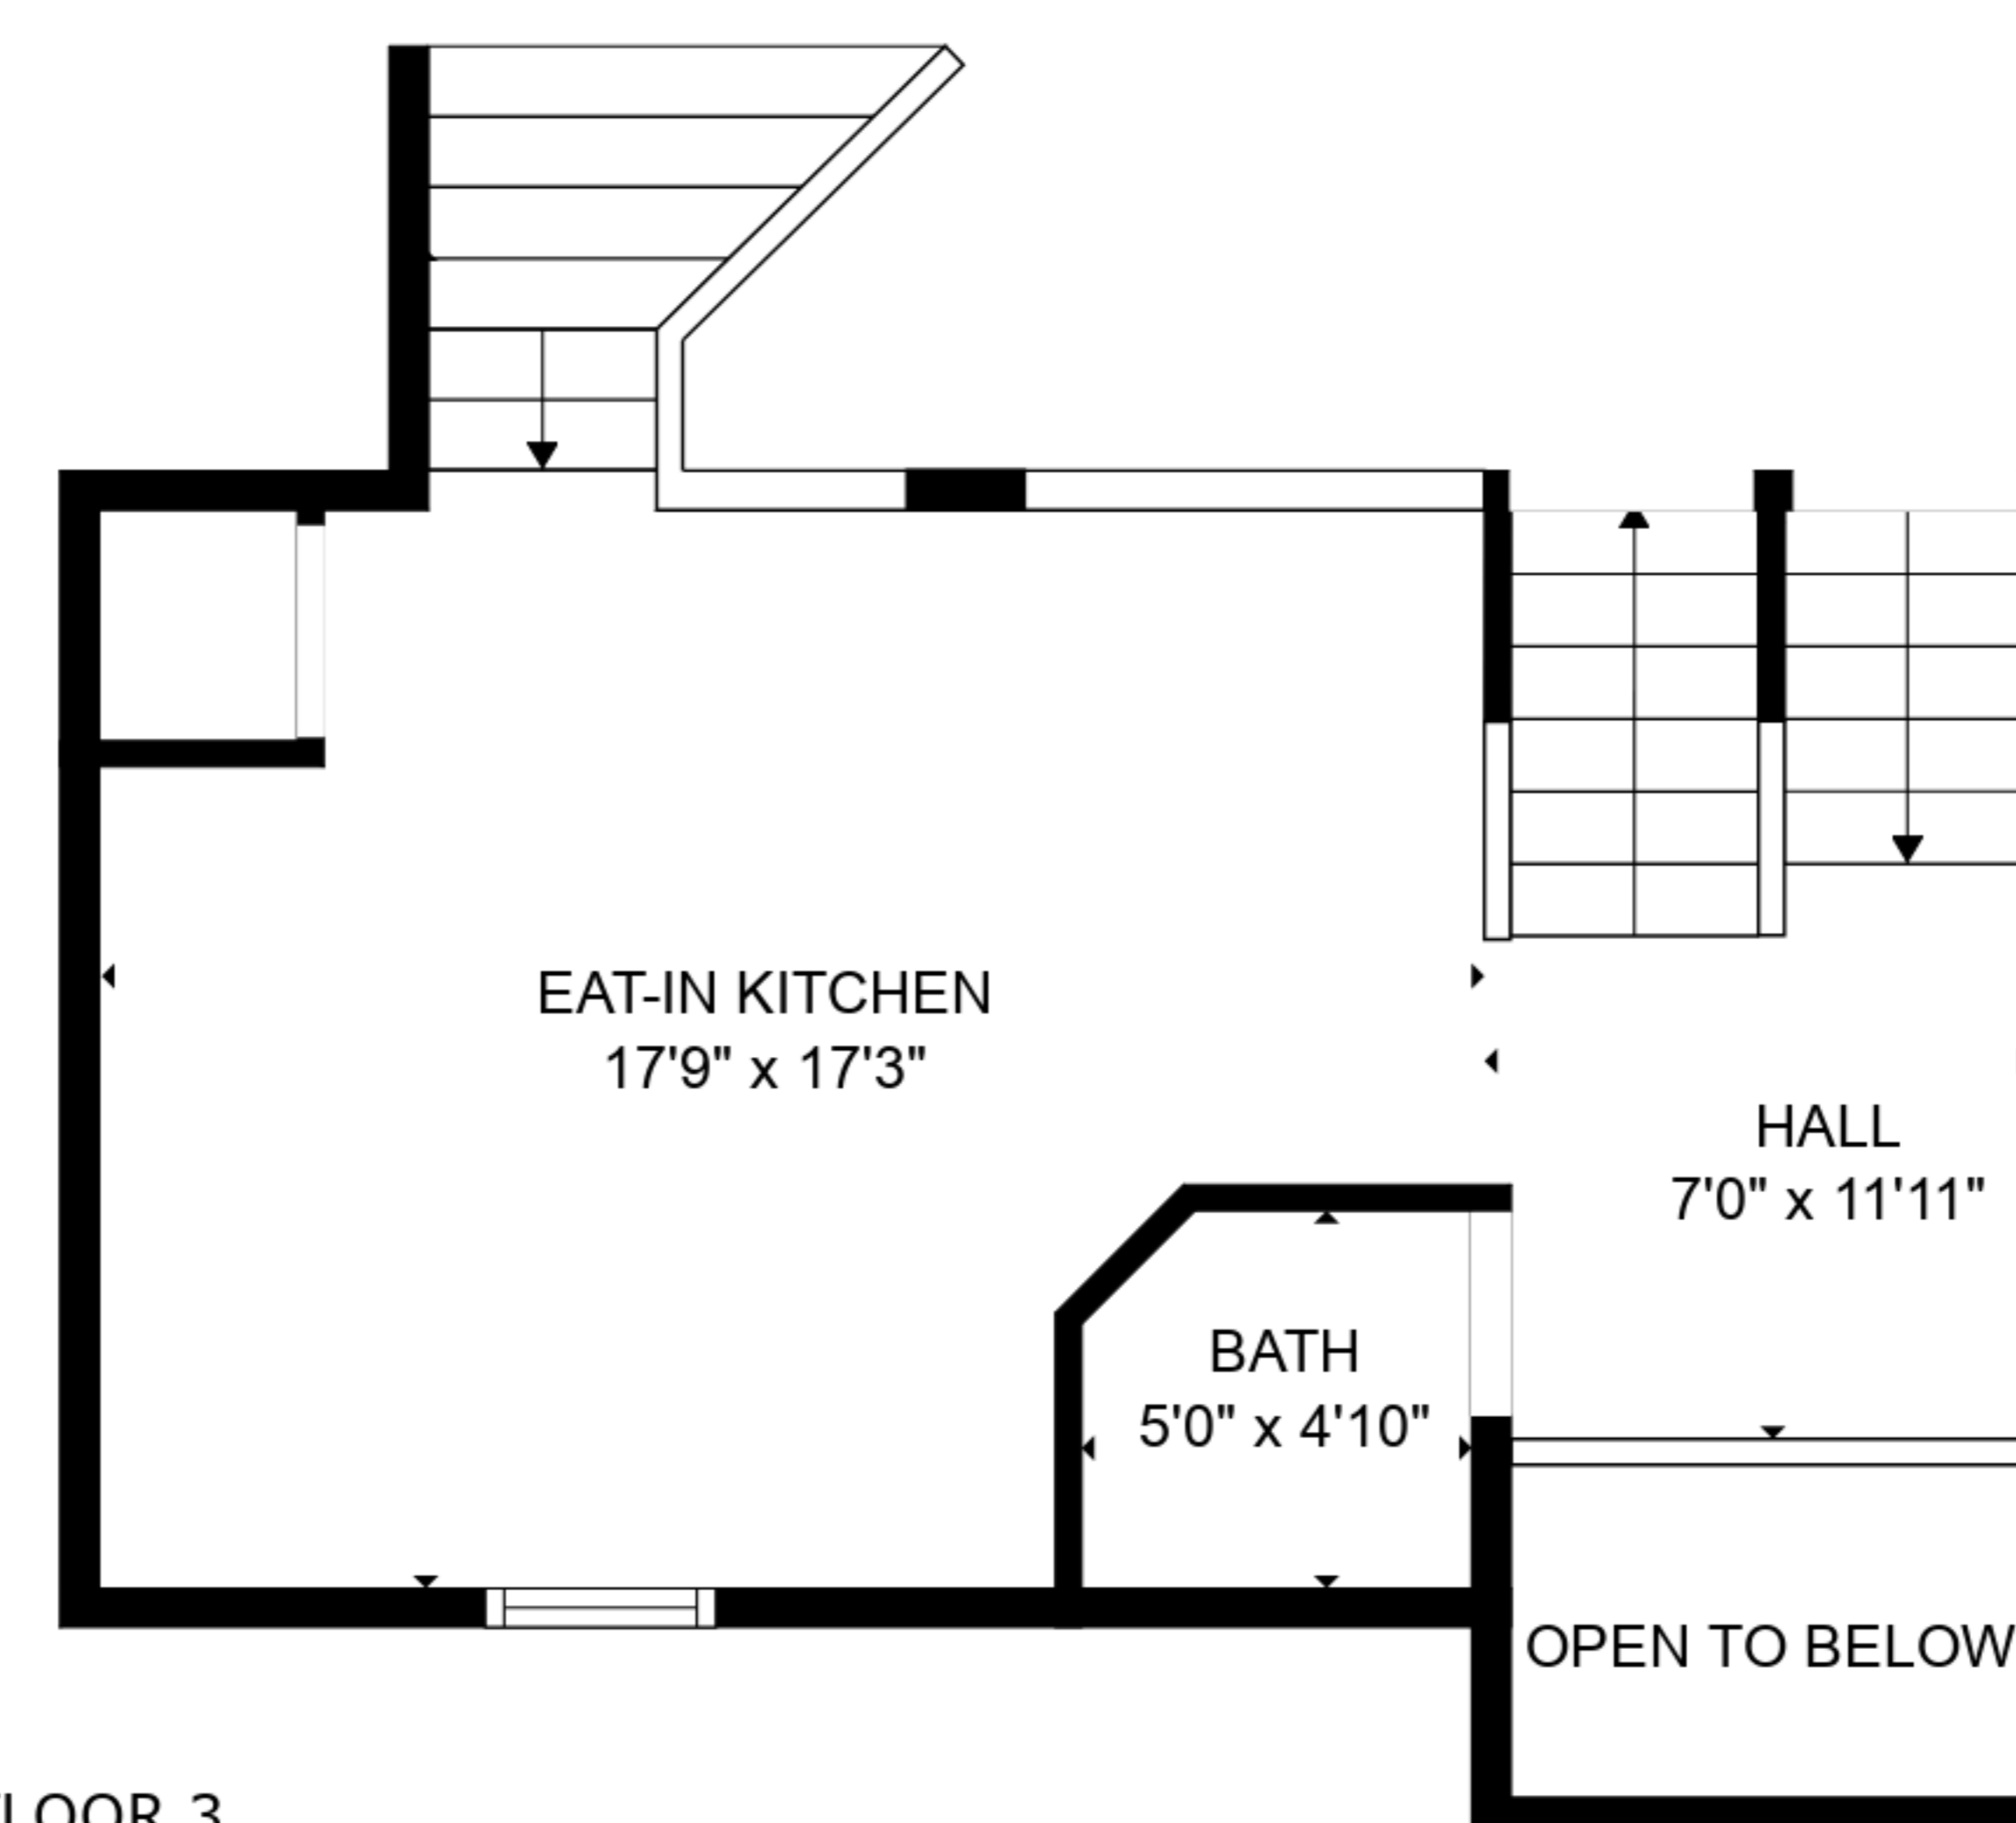 EAT-IN KITCHEN
17'9" x 17'3"
HALL
7'0" x 11'11"
BATH
5'0" x 4'10"
OPEN TO BELOW
3